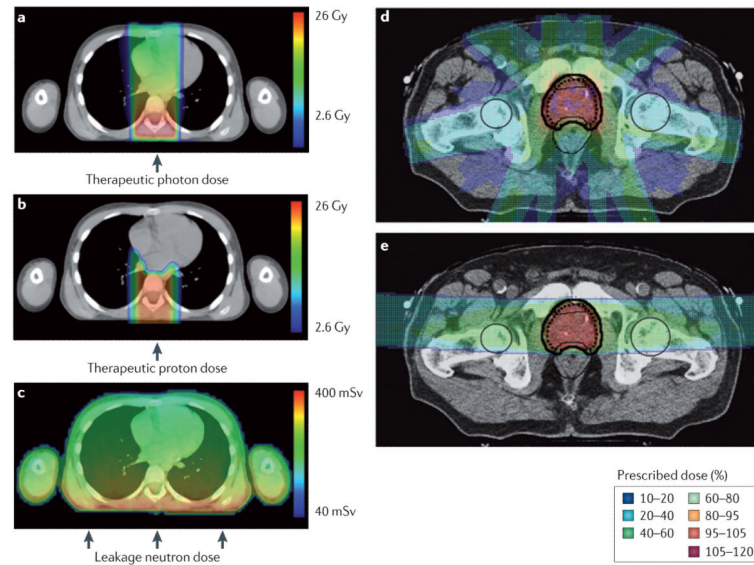 a
26 Gy
2.6 Gy
Therapeutic photon dose
b
26 Gy
2.6 Gy
Therapeutic proton dose
c
400 mSv
40 mSv
Leakage neutron dose
d
e
Prescribed dose (%)
10–20
60–80
20–40
80–95
40–60
95–105
105–120